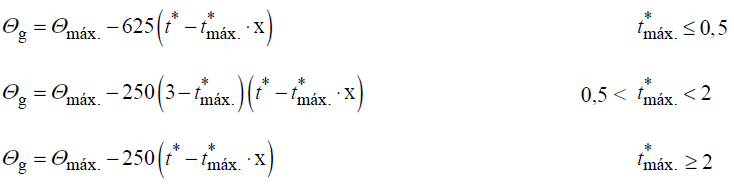 Θg = Θmáx. − 625(t* − t*máx. · x) t*máx. ≤ 0,5
Θg = Θmáx. − 250(3 − t*máx.)(t* − t*máx. · x) 0,5 < t*máx. < 2
Θg = Θmáx. − 250(t* − t*máx. · x) t*máx. ≥ 2